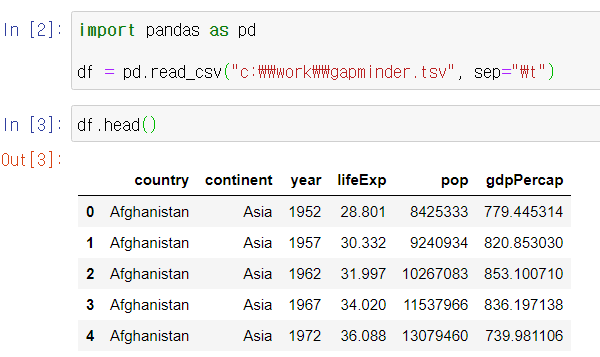 In [2]: import pandas as pd
df = pd.read_csv("c:₩₩work₩₩gapminder.tsv", sep="₩t")
In [3]: df.head()
Out[3]:
country continent year lifeExp pop gdpPercap
0 Afghanistan Asia 1952 28.801 8425333 779.445314
1 Afghanistan Asia 1957 30.332 9240934 820.853030
2 Afghanistan Asia 1962 31.997 10267083 853.100710
3 Afghanistan Asia 1967 34.020 11537966 836.197138
4 Afghanistan Asia 1972 36.088 13079460 739.981106